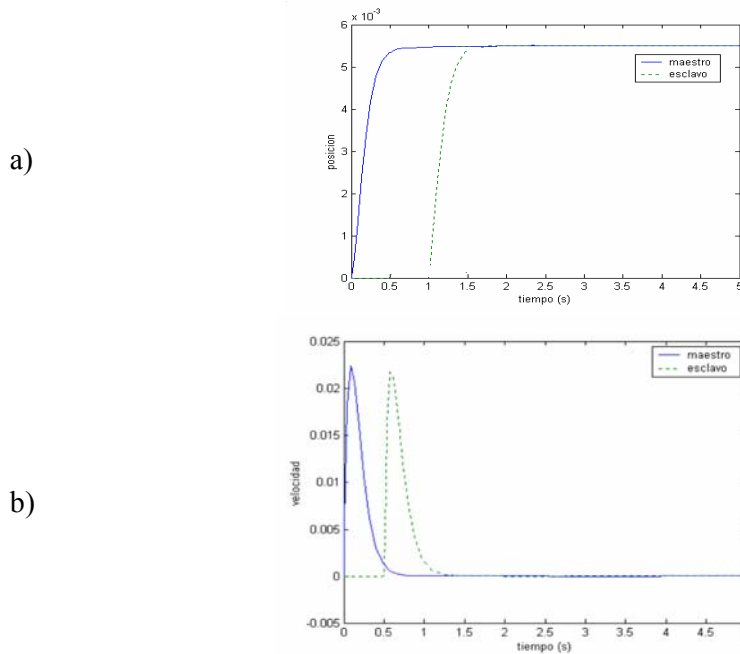 a)
x 10⁻³
6
5
4
3
2
1
0
posicion
maestro
esclavo
0 0.5 1 1.5 2 2.5 3 3.5 4 4.5 5
tiempo (s)
b)
0.025
0.02
0.015
0.01
0.005
0
-0.005
velocidad
maestro
esclavo
0 0.5 1 1.5 2 2.5 3 3.5 4 4.5
tiempo (s)